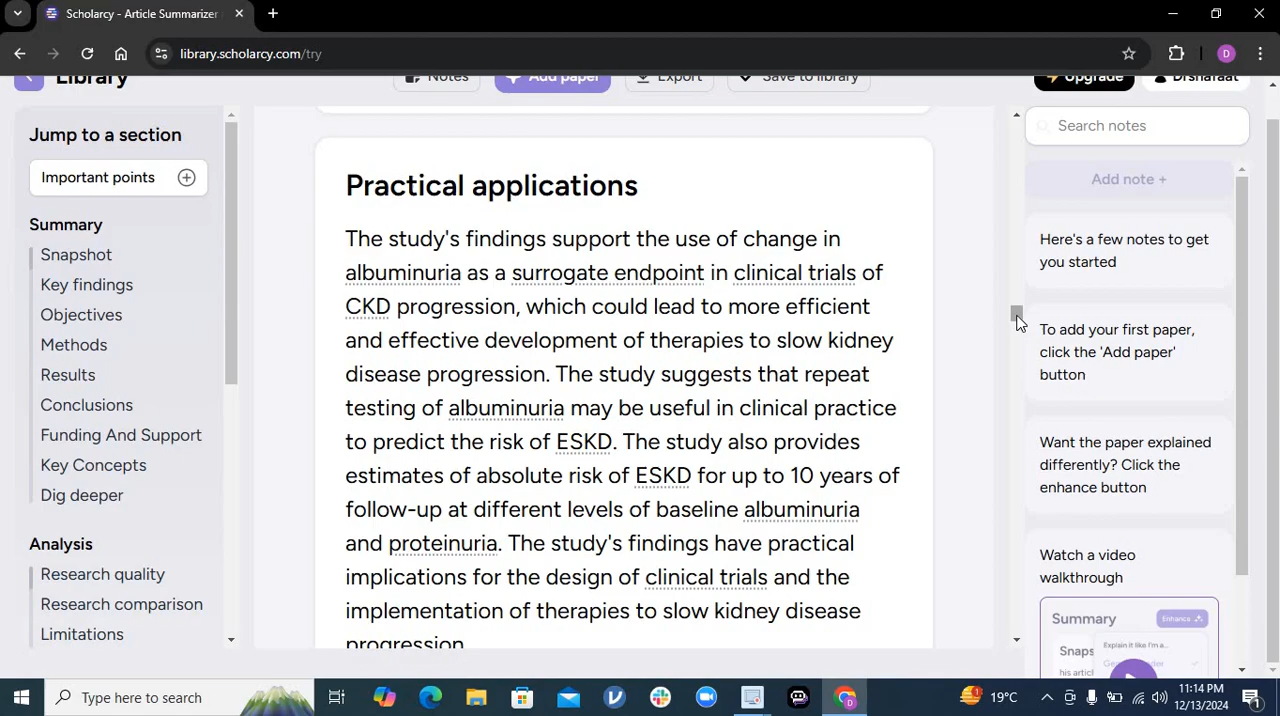 Scholarcy - Article Summarizer
library.scholarcy.com/try
D
Library
Notes
Add paper
Export
Save to library
Upgrade
Drshafaat
Jump to a section
Important points
Summary
Snapshot
Key findings
Objectives
Methods
Results
Conclusions
Funding And Support
Key Concepts
Dig deeper
Analysis
Research quality
Research comparison
Limitations
Practical applications
The study's findings support the use of change in
albuminuria as a surrogate endpoint in clinical trials of
CKD progression, which could lead to more efficient
and effective development of therapies to slow kidney
disease progression. The study suggests that repeat
testing of albuminuria may be useful in clinical practice
to predict the risk of ESKD. The study also provides
estimates of absolute risk of ESKD for up to 10 years of
follow-up at different levels of baseline albuminuria
and proteinuria. The study's findings have practical
implications for the design of clinical trials and the
implementation of therapies to slow kidney disease
progression.
Search notes
Add note +
Here's a few notes to get
you started
To add your first paper,
click the 'Add paper'
button
Want the paper explained
differently? Click the
enhance button
Watch a video
walkthrough
Summary
Enhance
Snaps
Explain it like I'm a...
his articl
Type here to search
19°C
11:14 PM
12/13/2024